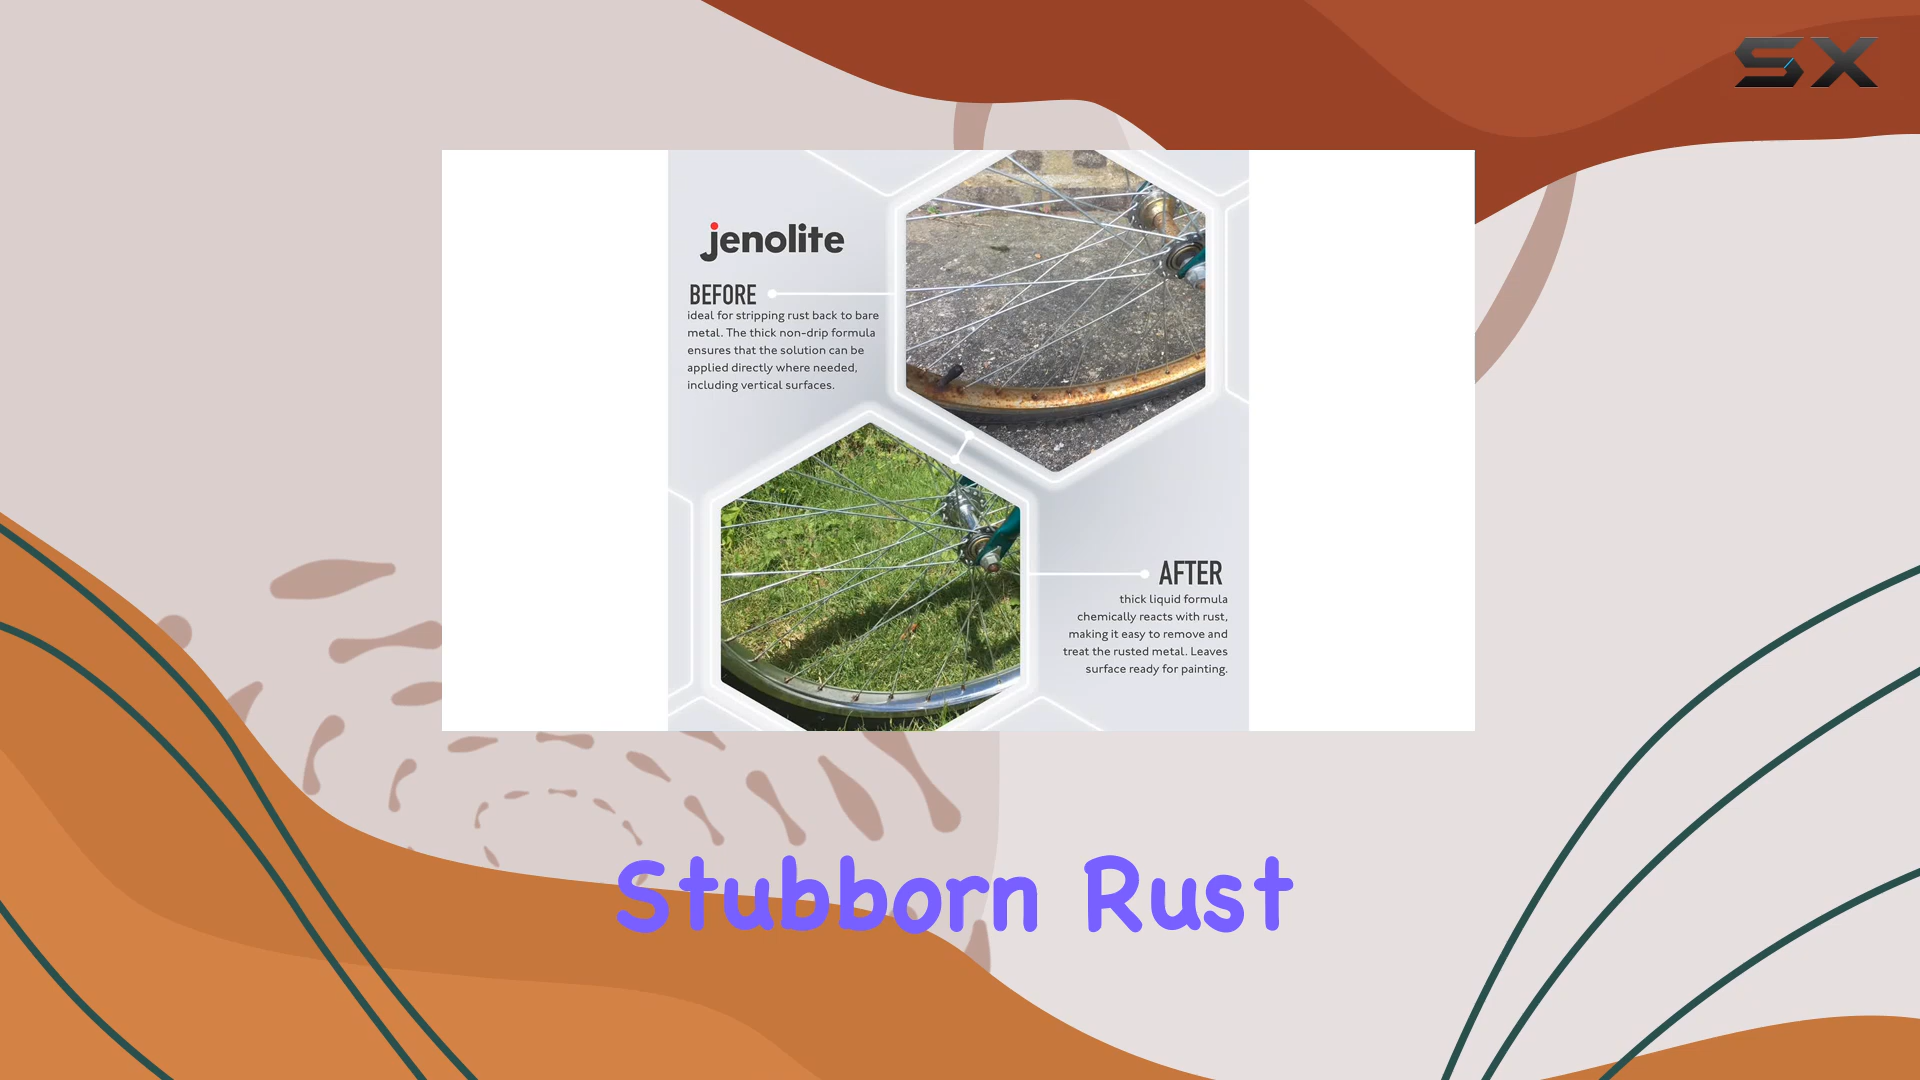 SX
jenolite
BEFORE
ideal for stripping rust back to bare
metal. The thick non-drip formula
ensures that the solution can be
applied directly where needed,
including vertical surfaces.
AFTER
thick liquid formula
chemically reacts with rust,
making it easy to remove and
treat the rusted metal. Leaves
surface ready for painting.
Stubborn Rust